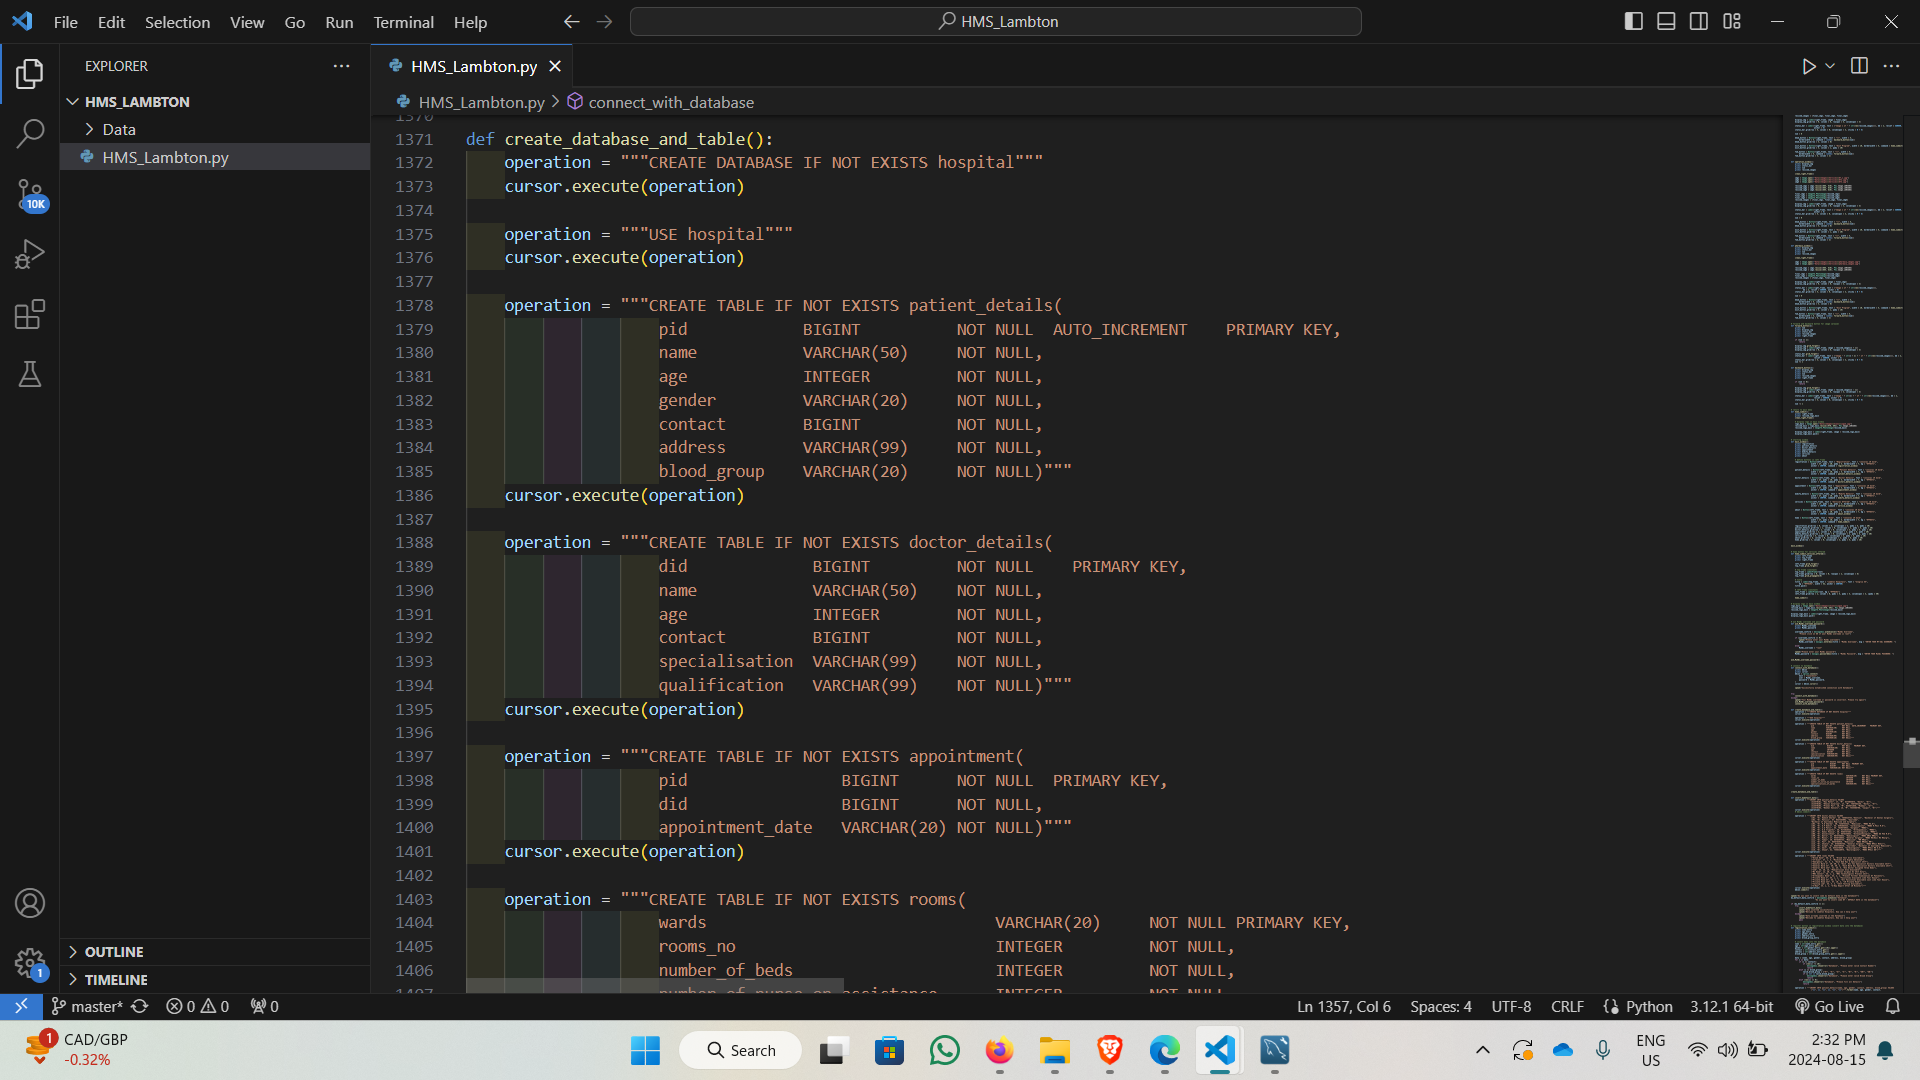 File Edit Selection View Go Run Terminal Help
HMS_Lambton
EXPLORER
HMS_LAMBTON
Data
HMS_Lambton.py
10K
1
OUTLINE
TIMELINE
HMS_Lambton.py
HMS_Lambton.py > connect_with_database
1370
1371 def create_database_and_table():
1372 operation = """CREATE DATABASE IF NOT EXISTS hospital"""
1373 cursor.execute(operation)
1374
1375 operation = """USE hospital"""
1376 cursor.execute(operation)
1377
1378 operation = """CREATE TABLE IF NOT EXISTS patient_details(
1379 pid BIGINT NOT NULL AUTO_INCREMENT PRIMARY KEY,
1380 name VARCHAR(50) NOT NULL,
1381 age INTEGER NOT NULL,
1382 gender VARCHAR(20) NOT NULL,
1383 contact BIGINT NOT NULL,
1384 address VARCHAR(99) NOT NULL,
1385 blood_group VARCHAR(20) NOT NULL)"""
1386 cursor.execute(operation)
1387
1388 operation = """CREATE TABLE IF NOT EXISTS doctor_details(
1389 did BIGINT NOT NULL PRIMARY KEY,
1390 name VARCHAR(50) NOT NULL,
1391 age INTEGER NOT NULL,
1392 contact BIGINT NOT NULL,
1393 specialisation VARCHAR(99) NOT NULL,
1394 qualification VARCHAR(99) NOT NULL)"""
1395 cursor.execute(operation)
1396
1397 operation = """CREATE TABLE IF NOT EXISTS appointment(
1398 pid BIGINT NOT NULL PRIMARY KEY,
1399 did BIGINT NOT NULL,
1400 appointment_date VARCHAR(20) NOT NULL)"""
1401 cursor.execute(operation)
1402
1403 operation = """CREATE TABLE IF NOT EXISTS rooms(
1404 wards VARCHAR(20) NOT NULL PRIMARY KEY,
1405 rooms_no INTEGER NOT NULL,
1406 number_of_beds INTEGER NOT NULL,
1407 number_of_nurse_on_assistance INTEGER NOT NULL,
master* 0 0 0 Ln 1357, Col 6 Spaces: 4 UTF-8 CRLF Python 3.12.1 64-bit Go Live
1 CAD/GBP
-0.32%
Search
ENG
US
2:32 PM
2024-08-15